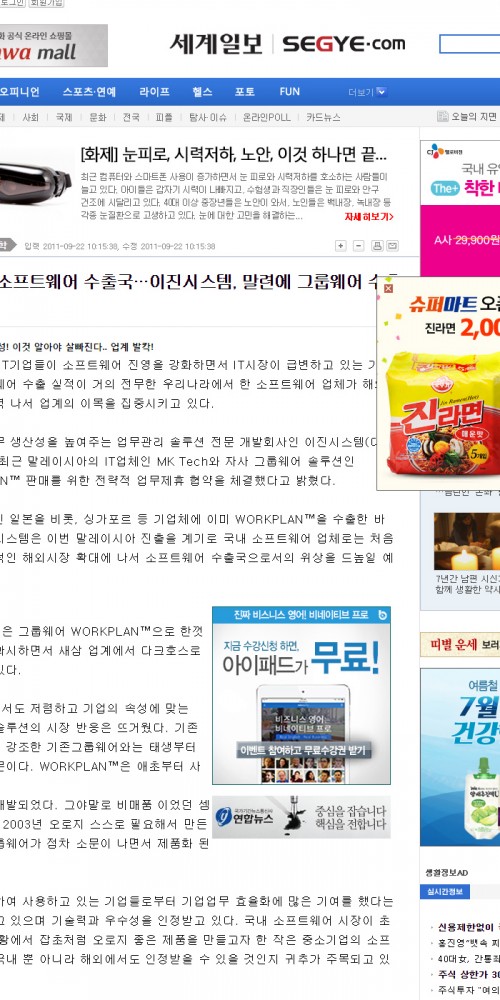 로그인 회원가입
화 공식 온라인 쇼핑몰
wa mall
세계일보 SEGYE.com
오피니언 스포츠·연예 라이프 헬스 포토 FUN 더보기
사회 국제 문화 전국 피플 탐사·이슈 온라인POLL 카드뉴스 오늘의 지면
[화제] 눈피로, 시력저하, 노안, 이것 하나면 끝...
최근 컴퓨터와 스마트폰 사용이 증가하면서 눈 피로와 시력저하를 호소하는 사람들이
늘고 있다. 아이들은 갑자기 시력이 나빠지고, 수험생과 직장인들은 눈 피로와 안구
건조에 시달리고 있다. 40대 이상 중장년들은 노안이 와서, 노인들은 백내장, 녹내장 등
각종 눈질환으로 고생하고 있다. 눈에 대한 고민을 해결하는...
자세히보기>
CJ 헬로비전
국내 유일
The+ 착한
A사 29,900원
입력 2011-09-22 10:15:38, 수정 2011-09-22 10:15:38
소프트웨어 수출국…이진시스템, 말련에 그룹웨어 수출
슈퍼마트 오픈
진라면 2,00
Jin Ramen
진라면
매운맛
5개입
성! 이것 알아야 살빠진다.. 업계 발칵!
IT기업들이 소프트웨어 진영을 강화하면서 IT시장이 급변하고 있는 가
웨어 수출 실적이 거의 전무한 우리나라에서 한 소프트웨어 업체가 해외
격 나서 업계의 이목을 집중시키고 있다.
무 생산성을 높여주는 업무관리 솔루션 전문 개발회사인 이진시스템(대
최근 말레이시아의 IT업체인 MK Tech와 자사 그룹웨어 솔루션인
N™ 판매를 위한 전략적 업무제휴 협약을 체결했다고 밝혔다.
인 일본을 비롯, 싱가포르 등 기업체에 이미 WORKPLAN™을 수출한 바
시스템은 이번 말레이시아 진출을 계기로 국내 소프트웨어 업체로는 처음
적인 해외시장 확대에 나서 소프트웨어 수출국으로서의 위상을 드높일 예
7년간 남편 시신
함께 생활한 약사
은 그룹웨어 WORKPLAN™으로 한껏
과시하면서 새삼 업계에서 다크호스로
있다.
진짜 비스니스 영어! 비네이티브 프로
지금 수강신청 하면,
아이패드가 무료!
비즈니스 영어는
비네이티브 프로
이벤트 참여하고 무료수강권 받기
띠별 운세 보러
서도 저렴하고 기업의 속성에 맞는
솔루션의 시장 반응은 뜨거웠다. 기존
강조한 기존그룹웨어와는 태생부터
문이다. WORKPLAN™은 애초부터 사
여름철
7월
건강
개발되었다. 그야말로 비매품 이었던 셈
2003년 오로지 스스로 필요해서 만든
룹웨어가 점차 소문이 나면서 제품화 된
국가기간뉴스통신사
연합뉴스
중심을 잡습니다
핵심을 전합니다
생활정보AD
실시간정보
하여 사용하고 있는 기업들로부터 기업업무 효율화에 많은 기여를 했다는
고 있으며 기술력과 우수성을 인정받고 있다. 국내 소프트웨어 시장이 초
황에서 잡초처럼 오로지 좋은 제품을 만들고자 한 작은 중소기업의 소프
국내 뿐 아니라 해외에서도 인정받을 수 있을 것인지 귀추가 주목되고 있
· 신용제한없이
· 홍진영"뱃속 찌
· 40대女, 간통죄
· 주식 상한가 30
· 주식투자 "여의